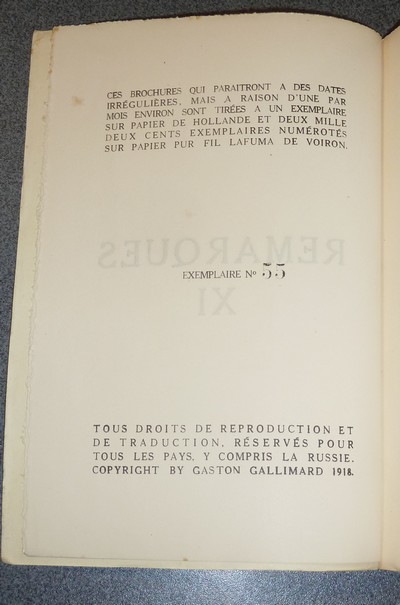 CES BROCHURES QUI PARAITRONT A DES DATES
IRRÉGULIÈRES, MAIS A RAISON D'UNE PAR
MOIS ENVIRON SONT TIRÉES A UN EXEMPLAIRE
SUR PAPIER DE HOLLANDE ET DEUX MILLE
DEUX CENTS EXEMPLAIRES NUMÉROTÉS
SUR PAPIER PUR FIL LAFUMA DE VOIRON.
REMARQUES
EXEMPLAIRE Nº 55
XI
TOUS DROITS DE REPRODUCTION ET
DE TRADUCTION, RÉSERVÉS POUR
TOUS LES PAYS, Y COMPRIS LA RUSSIE.
COPYRIGHT BY GASTON GALLIMARD 1918.